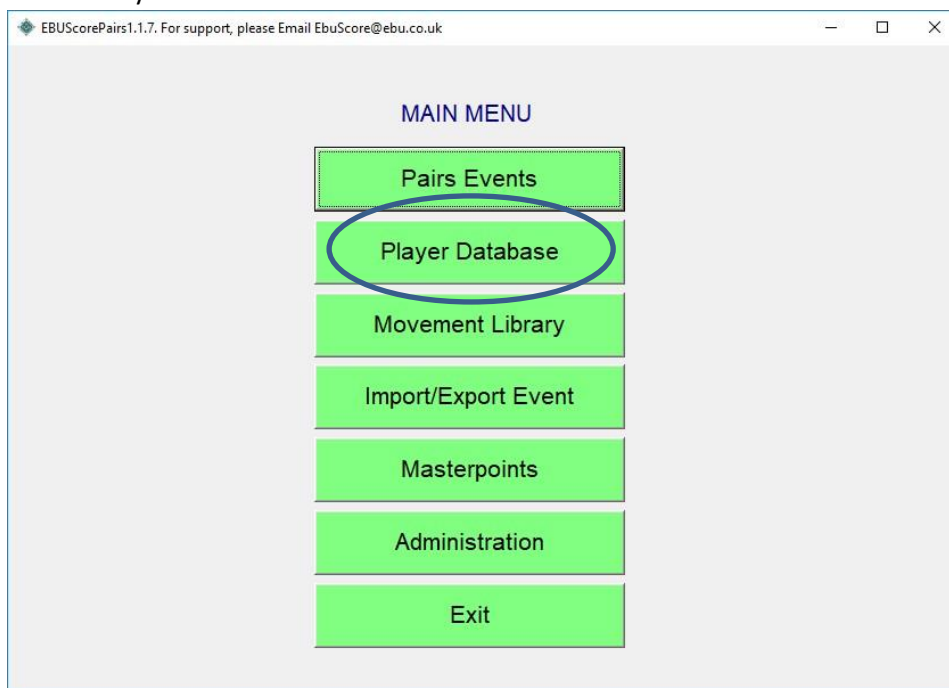 EBUScorePairs1.1.7. For support, please Email EbuScore@ebu.co.uk
MAIN MENU
Pairs Events
Player Database
Movement Library
Import/Export Event
Masterpoints
Administration
Exit